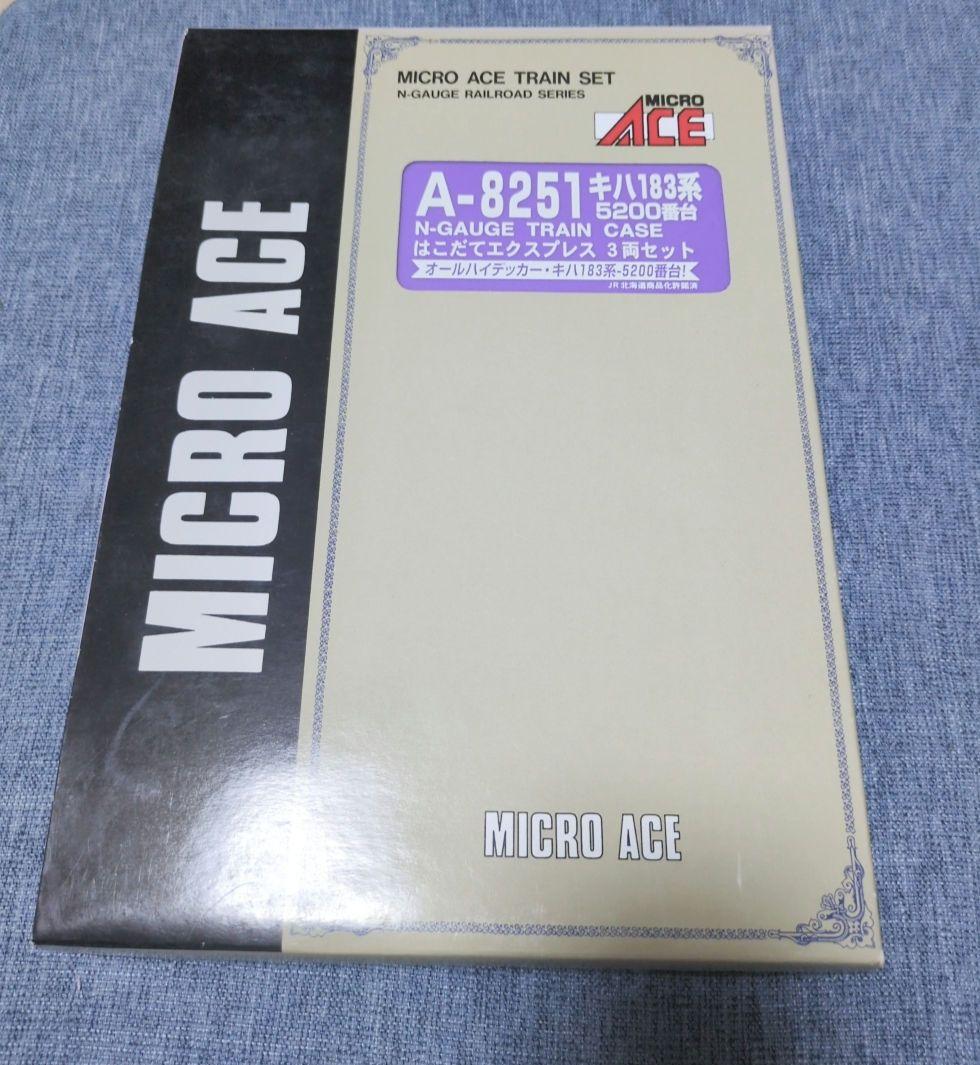 MICRO ACE
MICRO ACE TRAIN SET
N-GAUGE RAILROAD SERIES
MICRO
ACE
A-8251 キハ183系
5200番台
N-GAUGE TRAIN CASE
はこだてエクスプレス 3両セット
オールハイデッカー・キハ183系-5200番台!
JR北海道商品化許諾済
MICRO ACE